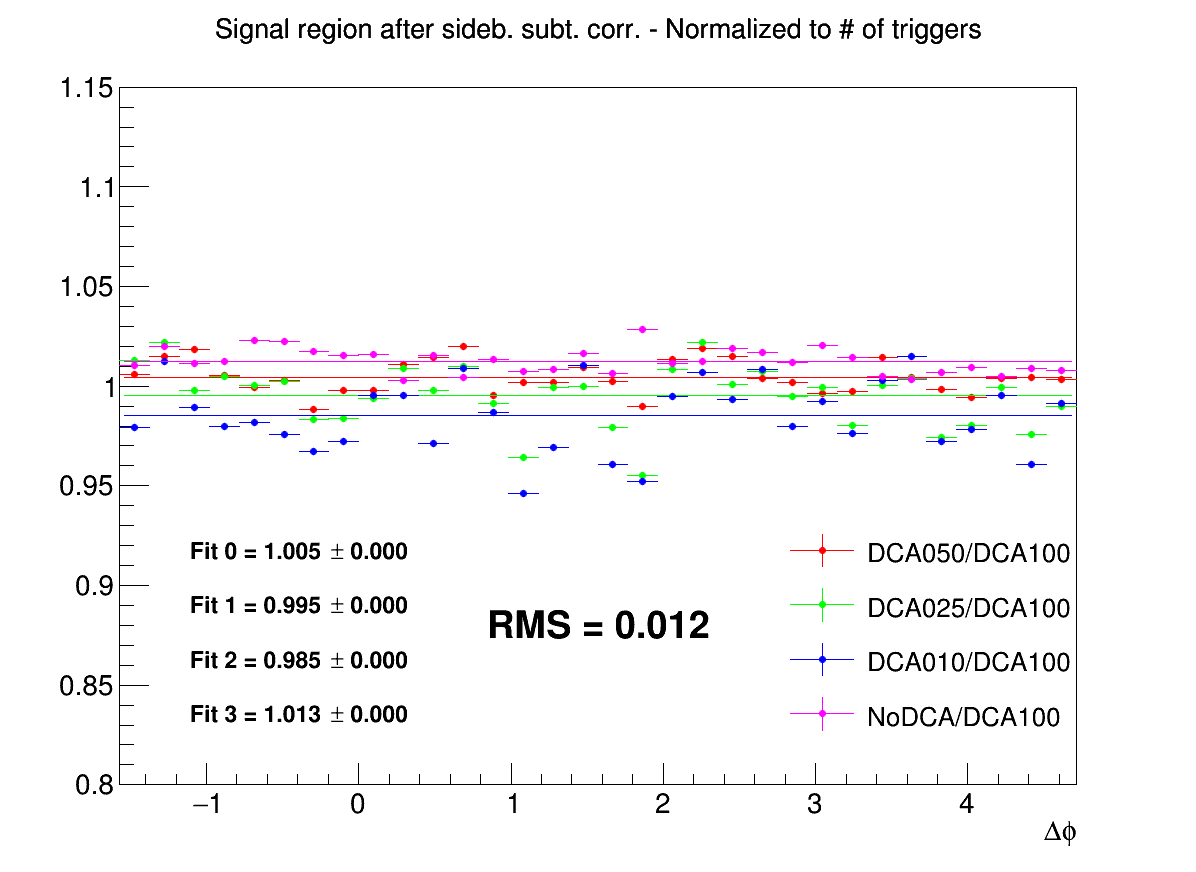 Signal region after sideb. subt. corr. - Normalized to # of triggers
1.15
1.1
1.05
1
0.95
0.9
0.85
0.8
Fit 0 = 1.005 ± 0.000
Fit 1 = 0.995 ± 0.000
Fit 2 = 0.985 ± 0.000
Fit 3 = 1.013 ± 0.000
RMS = 0.012
DCA050/DCA100
DCA025/DCA100
DCA010/DCA100
NoDCA/DCA100
−1 0 1 2 3 4
Δϕ